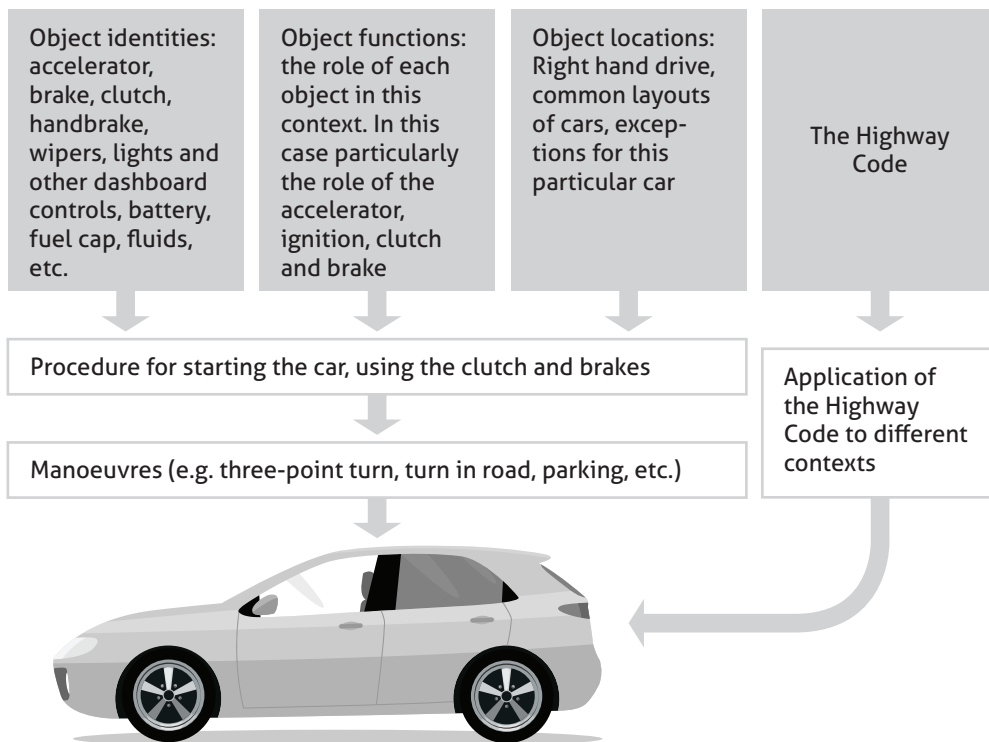 Object identities:
accelerator,
brake, clutch,
handbrake,
wipers, lights and
other dashboard
controls, battery,
fuel cap, fluids,
etc.
Object functions:
the role of each
object in this
context. In this
case particularly
the role of the
accelerator,
ignition, clutch
and brake
Object locations:
Right hand drive,
common layouts
of cars, excep-
tions for this
particular car
The Highway
Code
Procedure for starting the car, using the clutch and brakes
Application of
the Highway
Code to different
contexts
Manoeuvres (e.g. three-point turn, turn in road, parking, etc.)